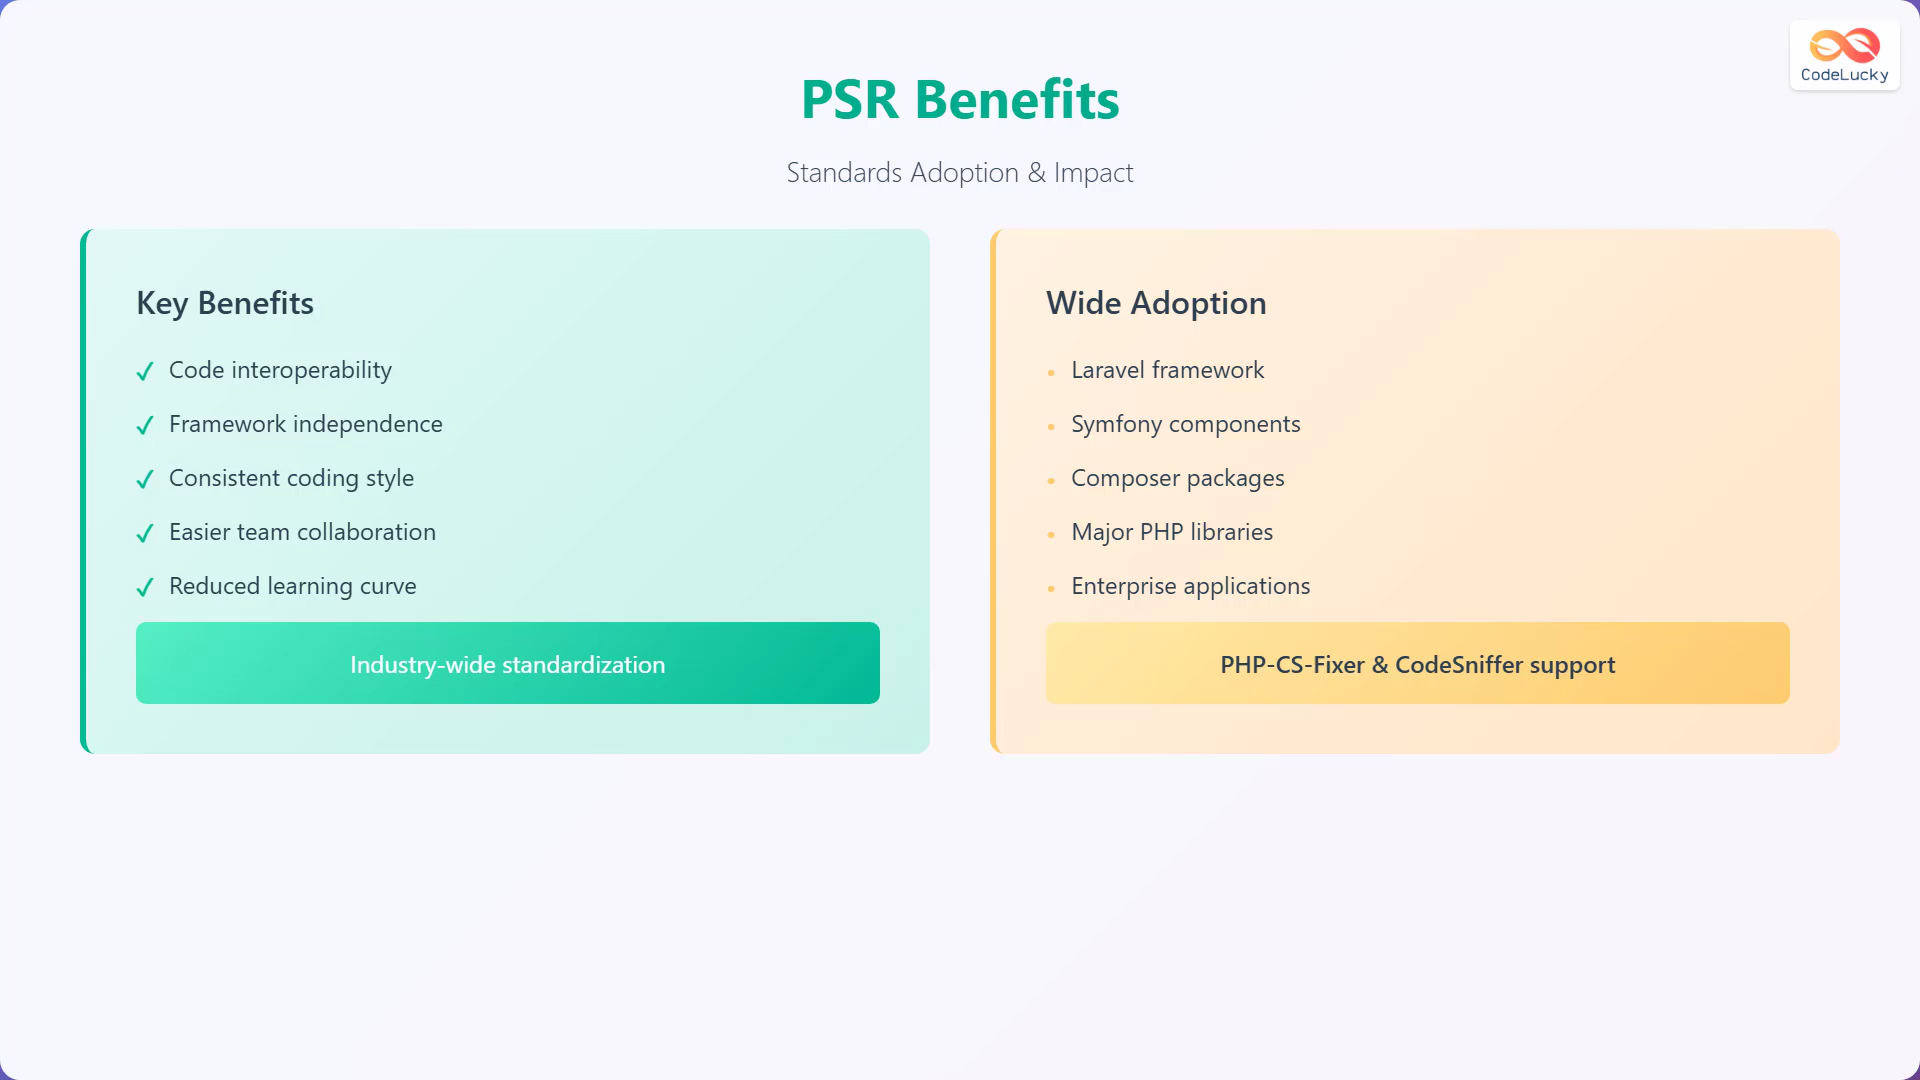 CodeLucky
PSR Benefits
Standards Adoption & Impact
Key Benefits
✓ Code interoperability
✓ Framework independence
✓ Consistent coding style
✓ Easier team collaboration
✓ Reduced learning curve
Industry-wide standardization
Wide Adoption
• Laravel framework
• Symfony components
• Composer packages
• Major PHP libraries
• Enterprise applications
PHP-CS-Fixer & CodeSniffer support